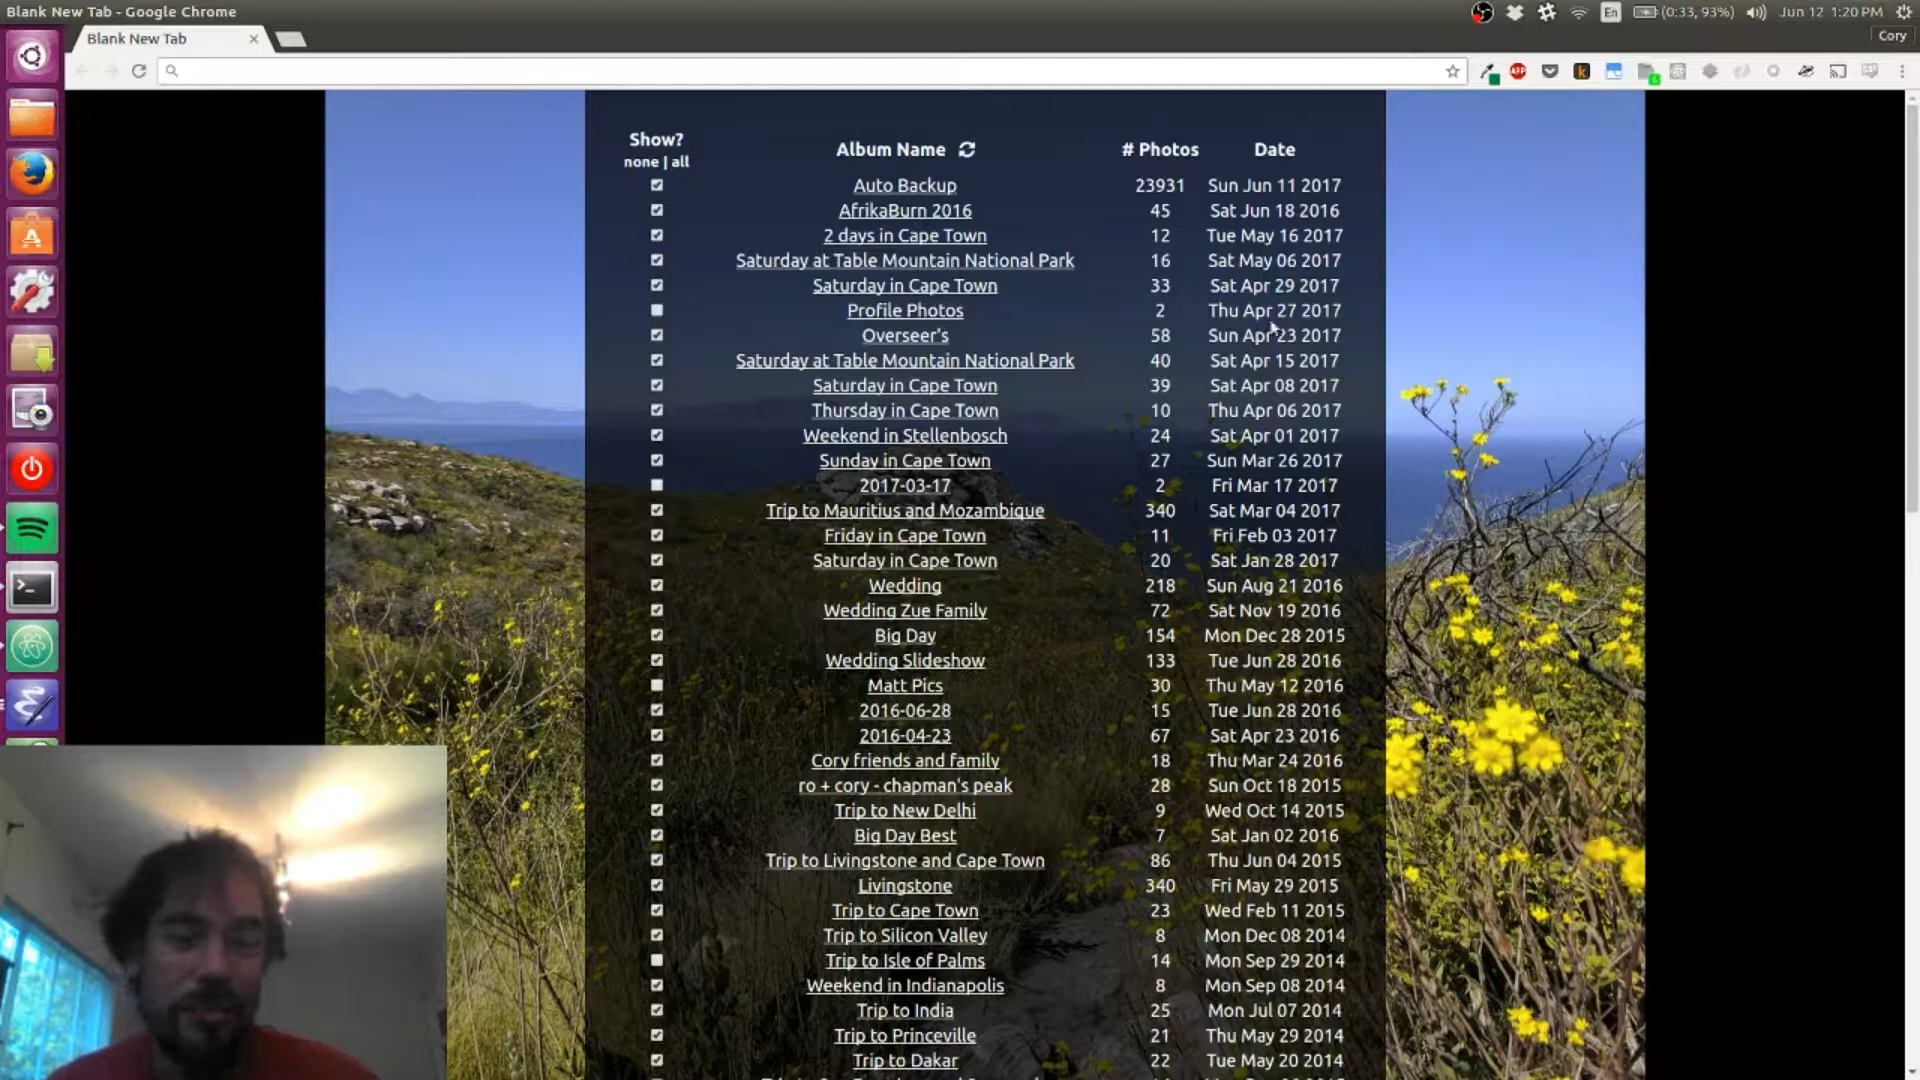 Blank New Tab - Google Chrome
En (0:33, 93%) Jun 12 1:20 PM
Blank New Tab
Cory
Show?
none | all
Album Name # Photos Date
Auto Backup 23931 Sun Jun 11 2017
AfrikaBurn 2016 45 Sat Jun 18 2016
2 days in Cape Town 12 Tue May 16 2017
Saturday at Table Mountain National Park 16 Sat May 06 2017
Saturday in Cape Town 33 Sat Apr 29 2017
Profile Photos 2 Thu Apr 27 2017
Overseer's 58 Sun Apr 23 2017
Saturday at Table Mountain National Park 40 Sat Apr 15 2017
Saturday in Cape Town 39 Sat Apr 08 2017
Thursday in Cape Town 10 Thu Apr 06 2017
Weekend in Stellenbosch 24 Sat Apr 01 2017
Sunday in Cape Town 27 Sun Mar 26 2017
2017-03-17 2 Fri Mar 17 2017
Trip to Mauritius and Mozambique 340 Sat Mar 04 2017
Friday in Cape Town 11 Fri Feb 03 2017
Saturday in Cape Town 20 Sat Jan 28 2017
Wedding 218 Sun Aug 21 2016
Wedding Zue Family 72 Sat Nov 19 2016
Big Day 154 Mon Dec 28 2015
Wedding Slideshow 133 Tue Jun 28 2016
Matt Pics 30 Thu May 12 2016
2016-06-28 15 Tue Jun 28 2016
2016-04-23 67 Sat Apr 23 2016
Cory friends and family 18 Thu Mar 24 2016
ro + cory - chapman's peak 28 Sun Oct 18 2015
Trip to New Delhi 9 Wed Oct 14 2015
Big Day Best 7 Sat Jan 02 2016
Trip to Livingstone and Cape Town 86 Thu Jun 04 2015
Livingstone 340 Fri May 29 2015
Trip to Cape Town 23 Wed Feb 11 2015
Trip to Silicon Valley 8 Mon Dec 08 2014
Trip to Isle of Palms 14 Mon Sep 29 2014
Weekend in Indianapolis 8 Mon Sep 08 2014
Trip to India 25 Mon Jul 07 2014
Trip to Princeville 21 Thu May 29 2014
Trip to Dakar 22 Tue May 20 2014